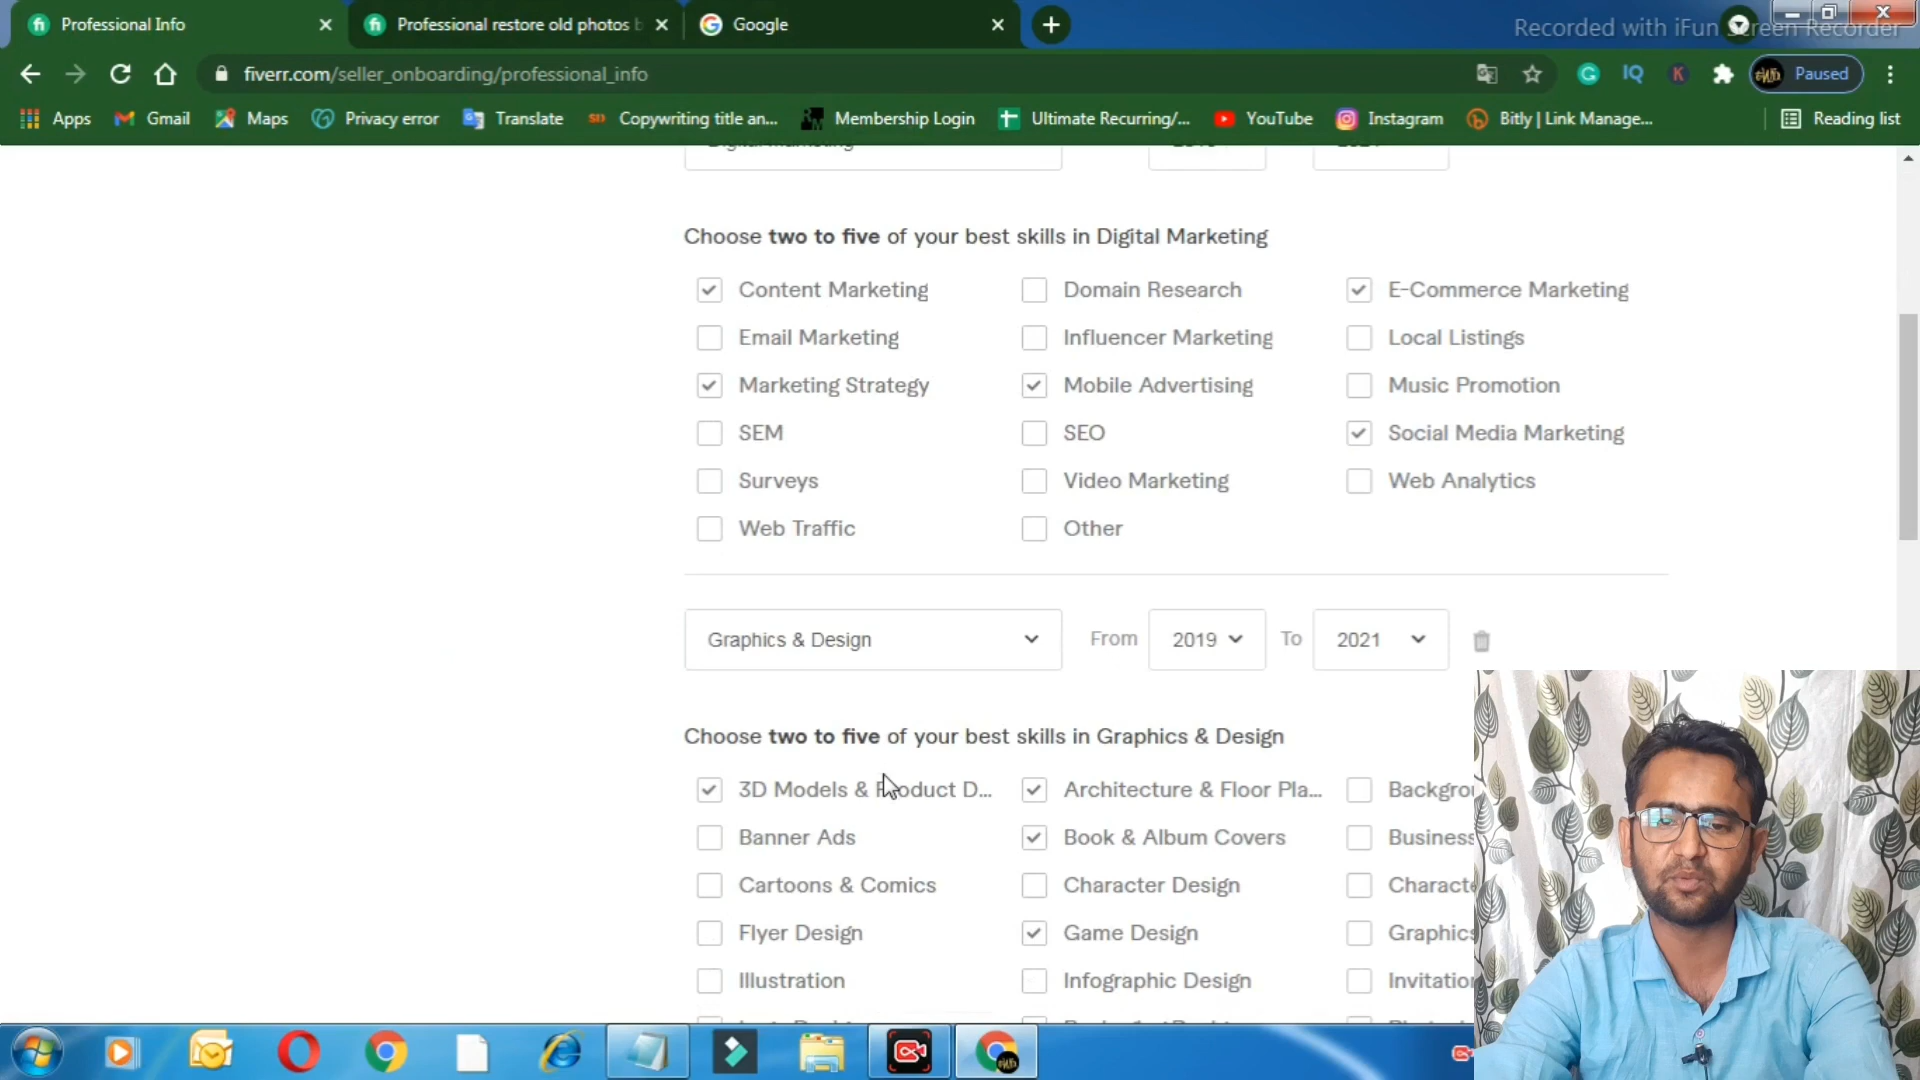 Professional Info
Professional restore old photos b
Google
Recorded with iFun Screen Recorder
fiverr.com/seller_onboarding/professional_info
Paused
Apps
Gmail
Maps
Privacy error
Translate
Copywriting title an...
Membership Login
Ultimate Recurring/...
YouTube
Instagram
Bitly | Link Manage...
Reading list
Digital Marketing
2021
Choose two to five of your best skills in Digital Marketing
Content Marketing
Domain Research
E-Commerce Marketing
Email Marketing
Influencer Marketing
Local Listings
Marketing Strategy
Mobile Advertising
Music Promotion
SEM
SEO
Social Media Marketing
Surveys
Video Marketing
Web Analytics
Web Traffic
Other
Graphics & Design
From
2019
To
2021
Choose two to five of your best skills in Graphics & Design
3D Models & Product D...
Architecture & Floor Pla...
Backgrou
Banner Ads
Book & Album Covers
Business
Cartoons & Comics
Character Design
Characte
Flyer Design
Game Design
Graphics
Illustration
Infographic Design
Invitation